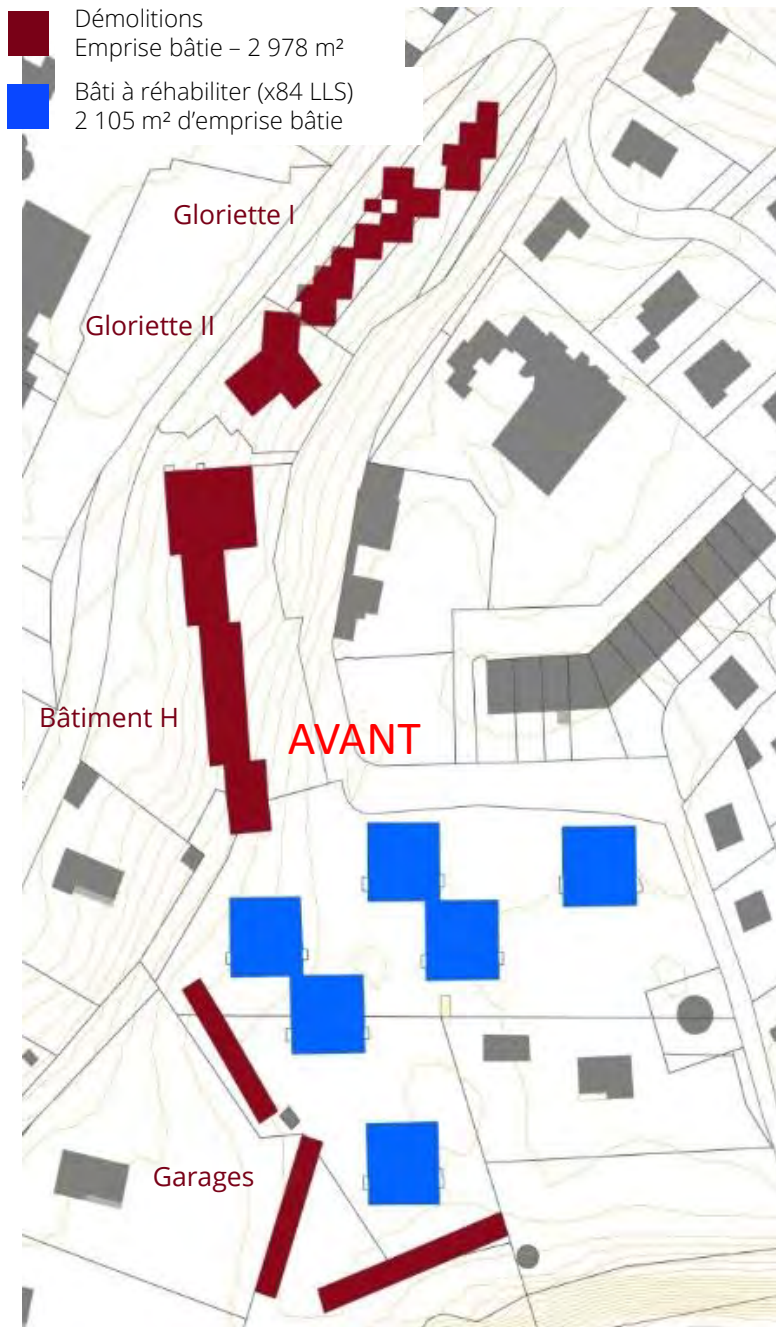 Démolitions
Emprise bâtie – 2 978 m²
Bâti à réhabiliter (x84 LLS)
2 105 m² d’emprise bâtie
Gloriette I
Gloriette II
Bâtiment H
AVANT
Garages